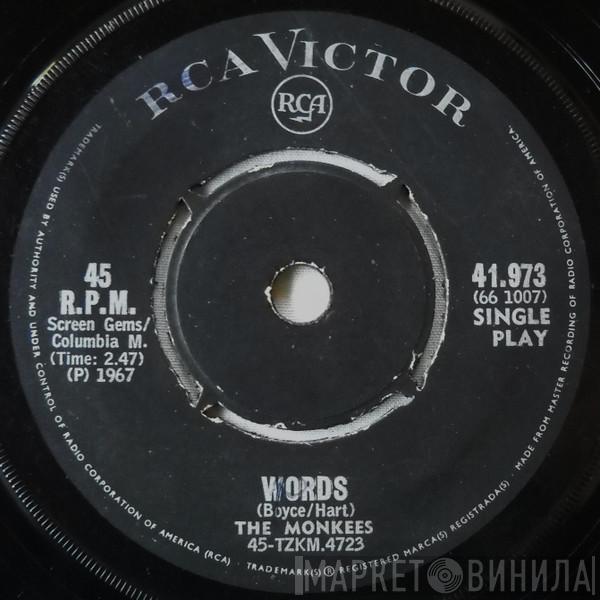 RCA VICTOR
RCA
45
R.P.M.
Screen Gems/
Columbia M.
(Time: 2.47)
(P) 1967
41.973
(66 1007)
SINGLE
PLAY
WORDS
(Boyce/Hart)
THE MONKEES
45-TZKM.4723
TRADEMARK(S) USED BY AUTHORITY AND UNDER CONTROL OF RADIO CORPORATION OF AMERICA (RCA)
TRADEMARK(S) ® REGISTERED MARCA(S) REGISTRADA(S)
MADE FROM MASTER RECORDING OF RADIO CORPORATION OF AMERICA.
МАРКЕТ ВИНИЛА